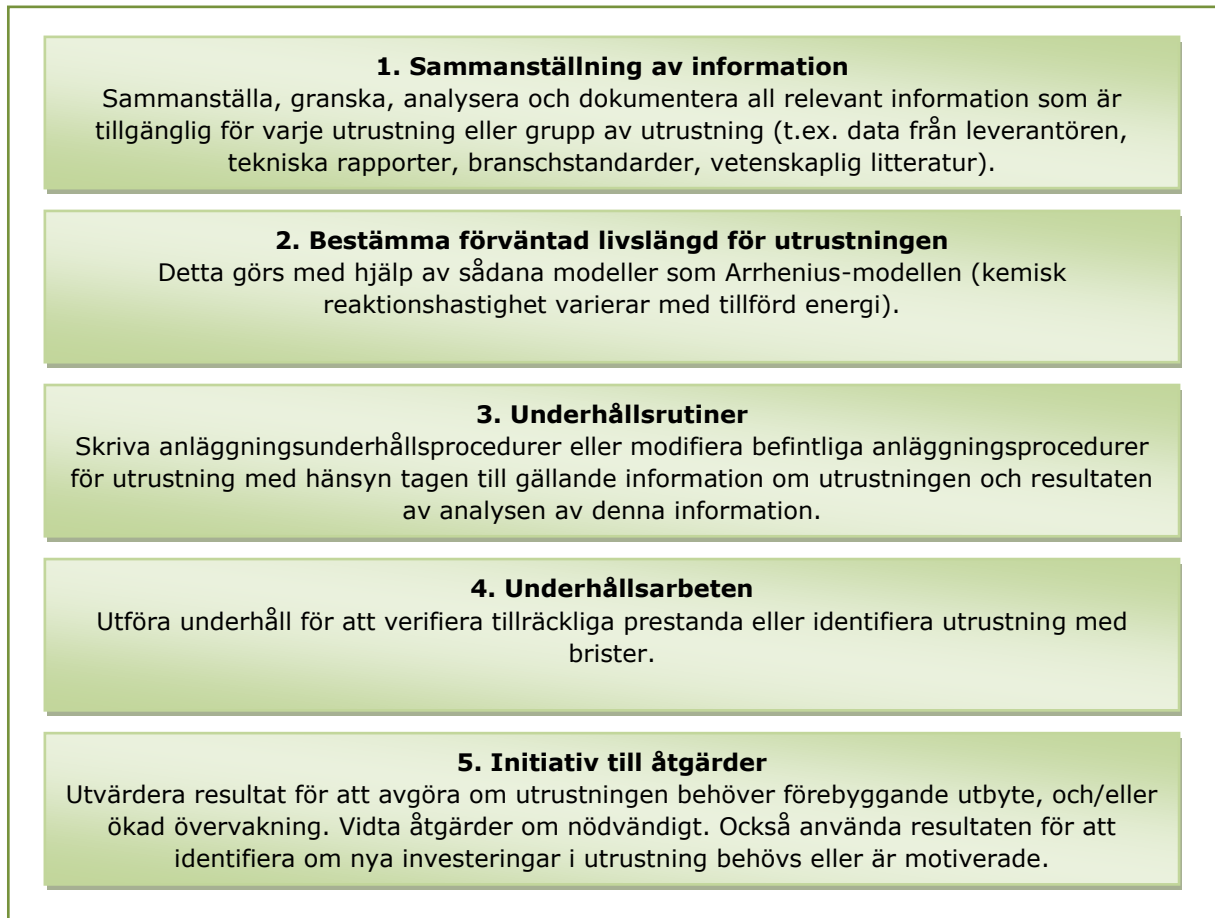 1. Sammanställning av information
Sammanställa, granska, analysera och dokumentera all relevant information som är
tillgänglig för varje utrustning eller grupp av utrustning (t.ex. data från leverantören,
tekniska rapporter, branschstandarder, vetenskaplig litteratur).
2. Bestämma förväntad livslängd för utrustningen
Detta görs med hjälp av sådana modeller som Arrhenius-modellen (kemisk
reaktionshastighet varierar med tillförd energi).
3. Underhållsrutiner
Skriva anläggningsunderhållsprocedurer eller modifiera befintliga anläggningsprocedurer
för utrustning med hänsyn tagen till gällande information om utrustningen och resultaten
av analysen av denna information.
4. Underhållsarbeten
Utföra underhåll för att verifiera tillräckliga prestanda eller identifiera utrustning med
brister.
5. Initiativ till åtgärder
Utvärdera resultat för att avgöra om utrustningen behöver förebyggande utbyte, och/eller
ökad övervakning. Vidta åtgärder om nödvändigt. Också använda resultaten för att
identifiera om nya investeringar i utrustning behövs eller är motiverade.